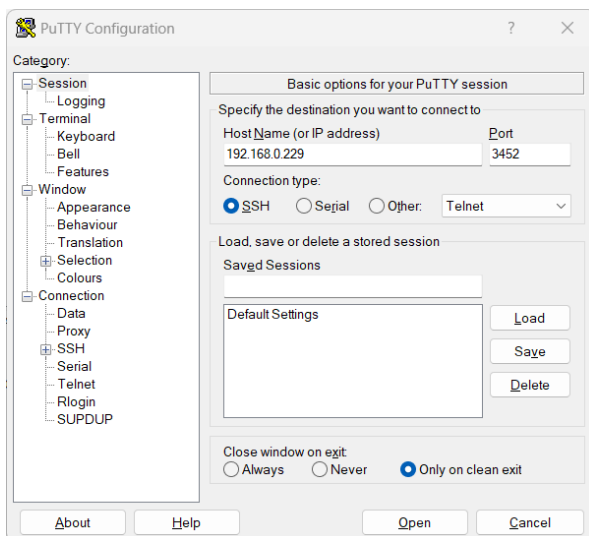 PuTTY Configuration ? ×
Category:
Session
Logging
Terminal
Keyboard
Bell
Features
Window
Appearance
Behaviour
Translation
Selection
Colours
Connection
Data
Proxy
SSH
Serial
Telnet
Rlogin
SUPDUP
Basic options for your PuTTY session
Specify the destination you want to connect to
Host Name (or IP address) Port
192.168.0.229 3452
Connection type:
SSH Serial Other: Telnet
Load, save or delete a stored session
Saved Sessions
Default Settings
Load
Save
Delete
Close window on exit:
Always Never Only on clean exit
About Help Open Cancel